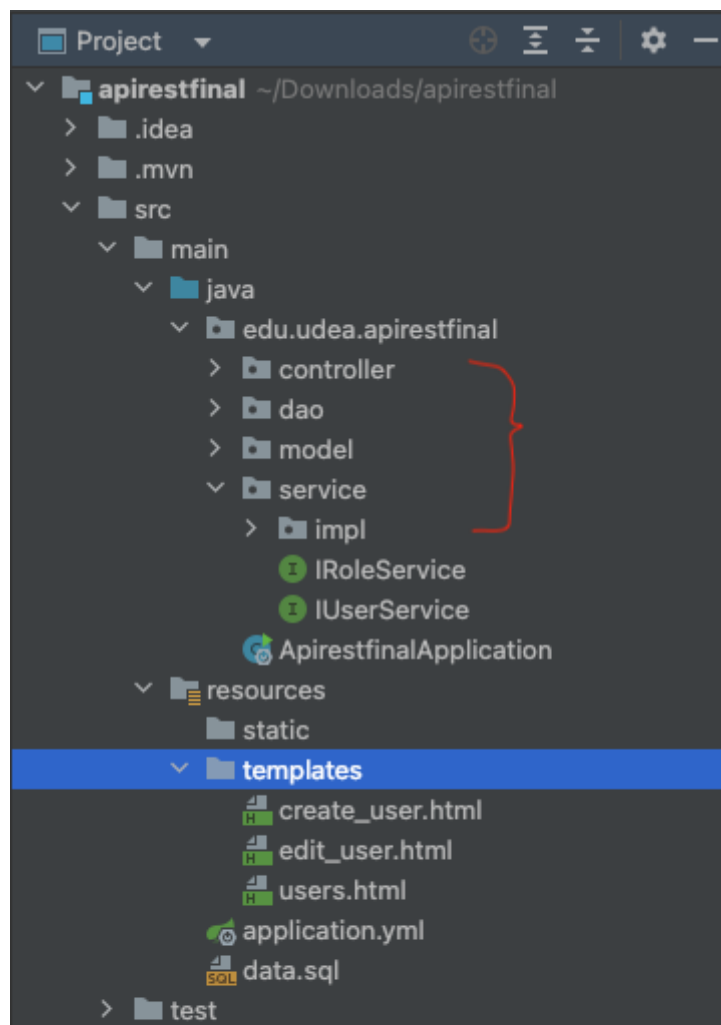 Project
apirestfinal ~/Downloads/apirestfinal
.idea
.mvn
src
main
java
edu.udea.apirestfinal
controller
dao
model
service
impl
I IRoleService
I IUserService
ApirestfinalApplication
resources
static
templates
H create_user.html
H edit_user.html
H users.html
application.yml
SQL data.sql
test